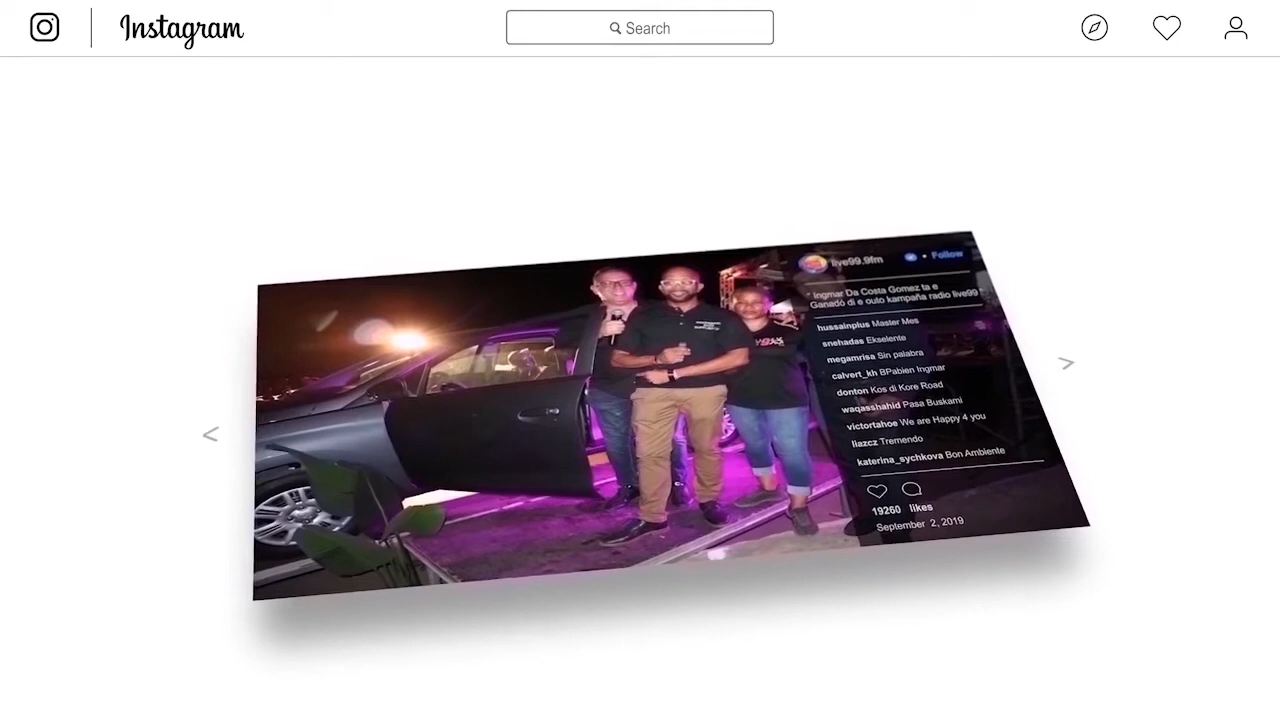 Instagram
Search
live99.9fm
• Follow
" Ingmar Da Costa Gomez ta e
Ganadó di e outo kampaña radio live99
hussainplus Master Mes
snehadas Ekselente
megamrisa Sin palabra
calvert_kh BPabien Ingmar
donton Kos di Kore Road
waqasshahid Pasa Buskami
victortahoe We are Happy 4 you
liazcz Tremendo
katerina_sychkova Bon Ambiente
19260 likes
September 2, 2019